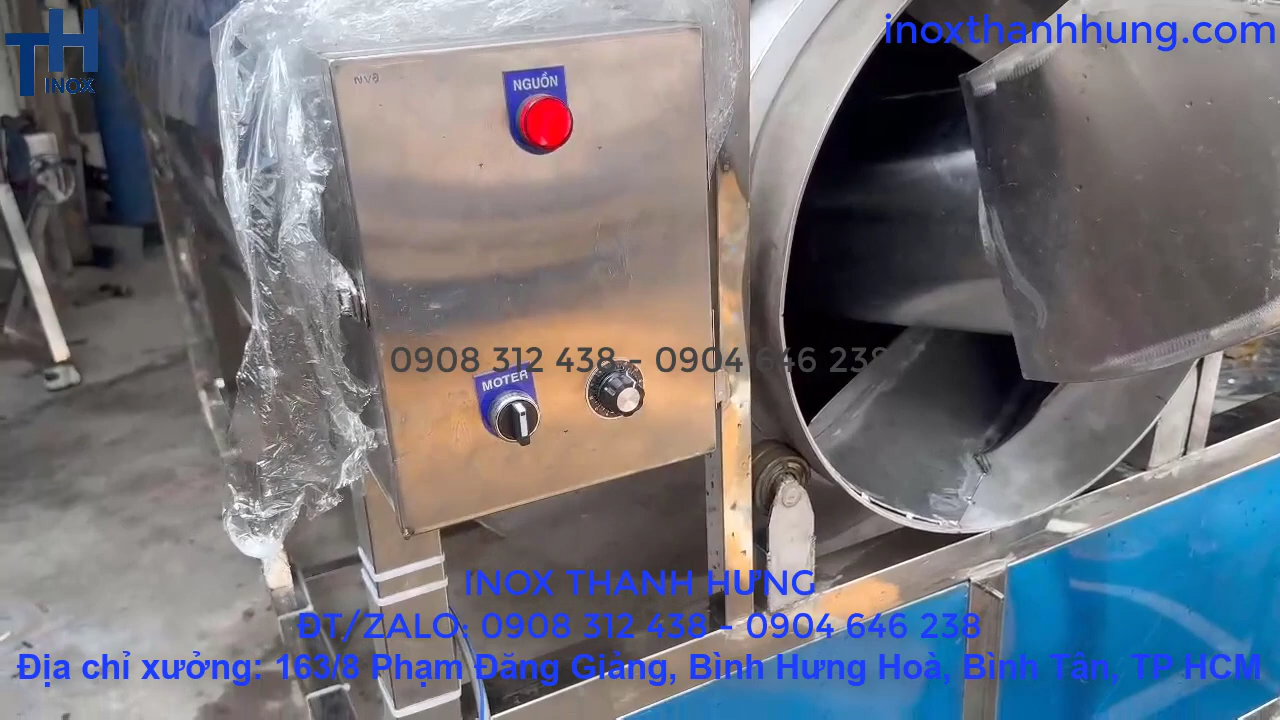 TH
INOX
inoxthanhhung.com
NGUỒN
0908 312 438 - 0904 646 238
MOTER
INOX THANH HƯNG
ĐT/ZALO: 0908 312 438 - 0904 646 238
Địa chỉ xưởng: 163/8 Phạm Đăng Giảng, Bình Hưng Hoà, Bình Tân, TP HCM